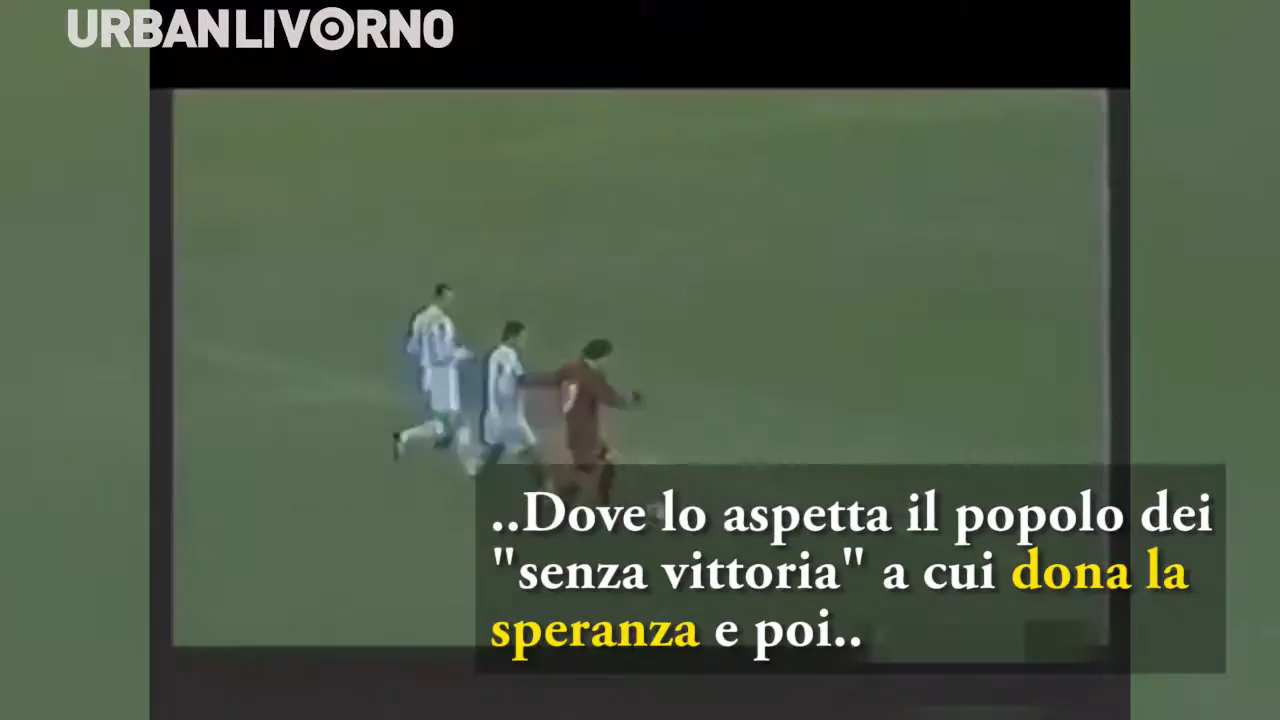 URBANLIVORNO
..Dove lo aspetta il popolo dei
"senza vittoria" a cui dona la
speranza e poi..